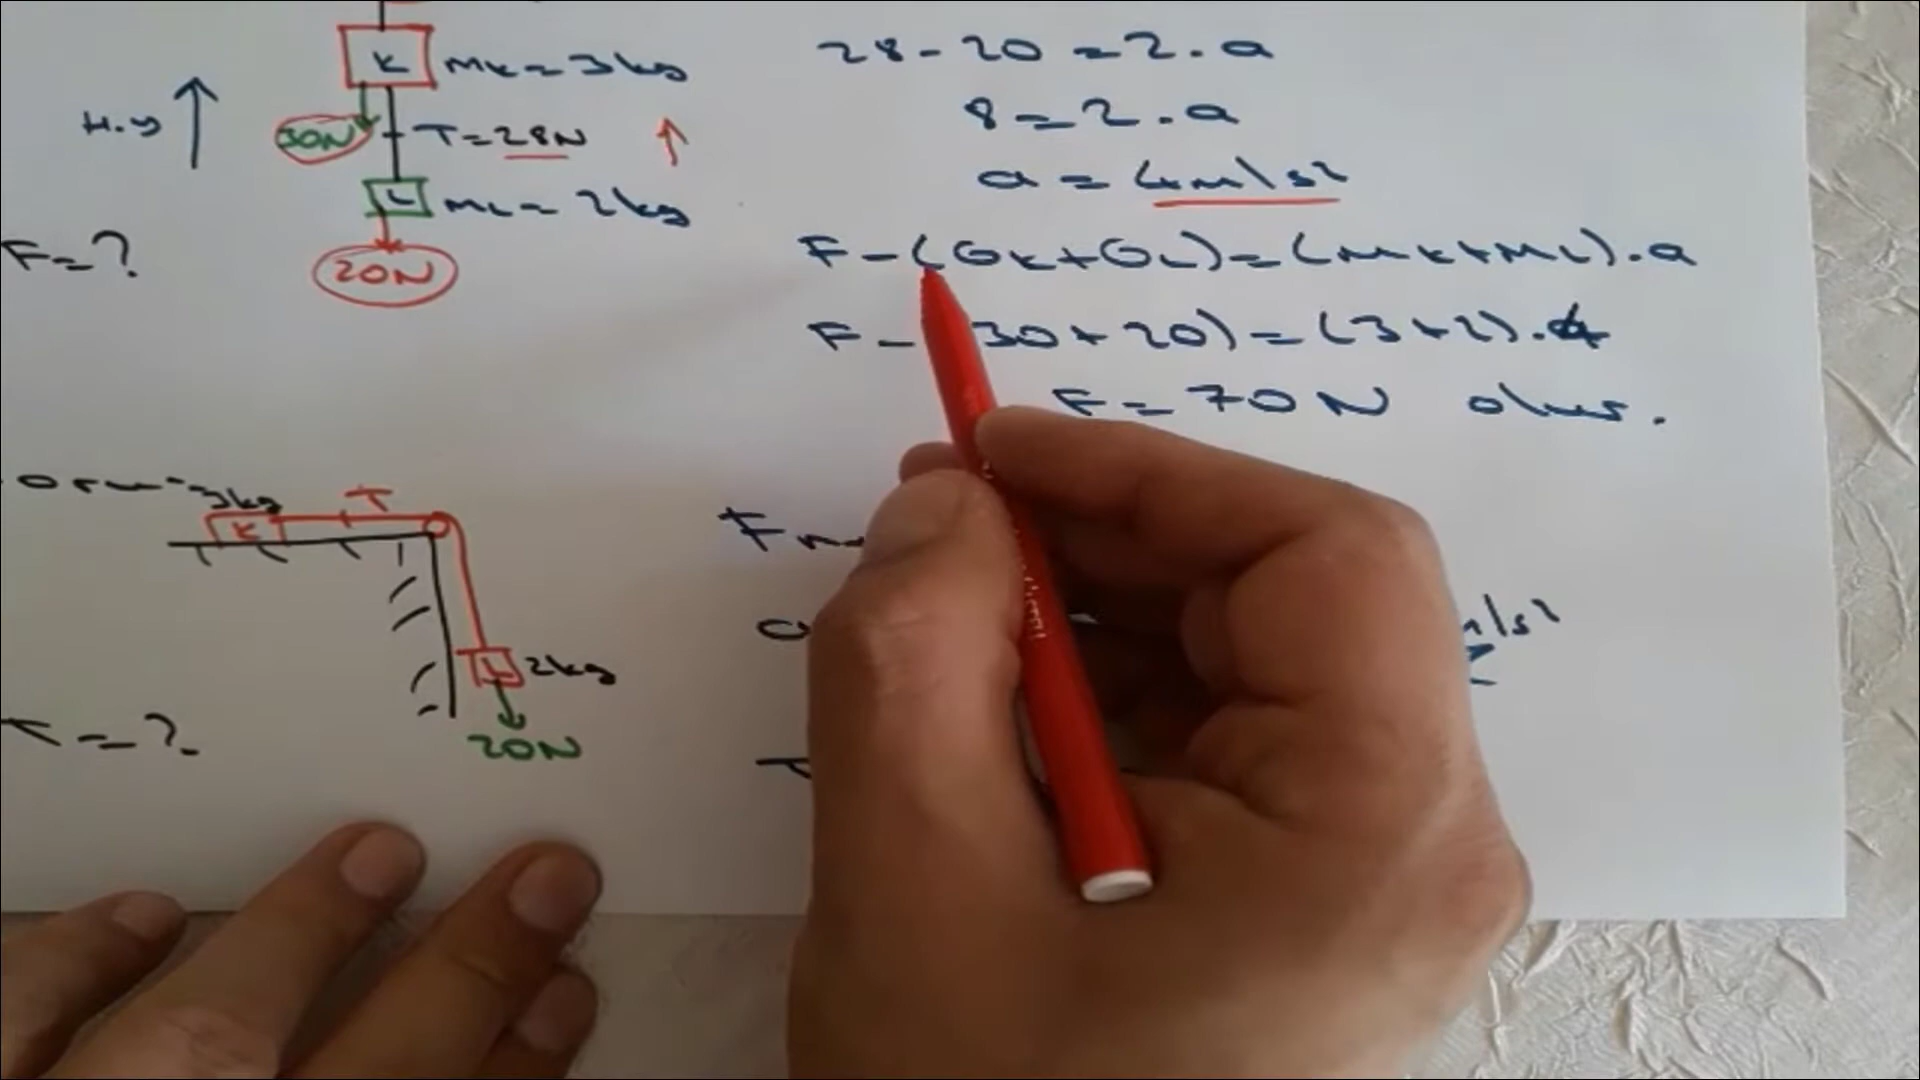 K mK=3kg
H.y
30N
T=28N
L mL=2kg
F=?
20N
28-20=2.a
8=2.a
a=4m/s²
F-(GK+GL)=(mK+mL).a
F-(30+20)=(3+2).4
F=70N olur.
3kg
T
K
L 2kg
20N
T=?
m/s²